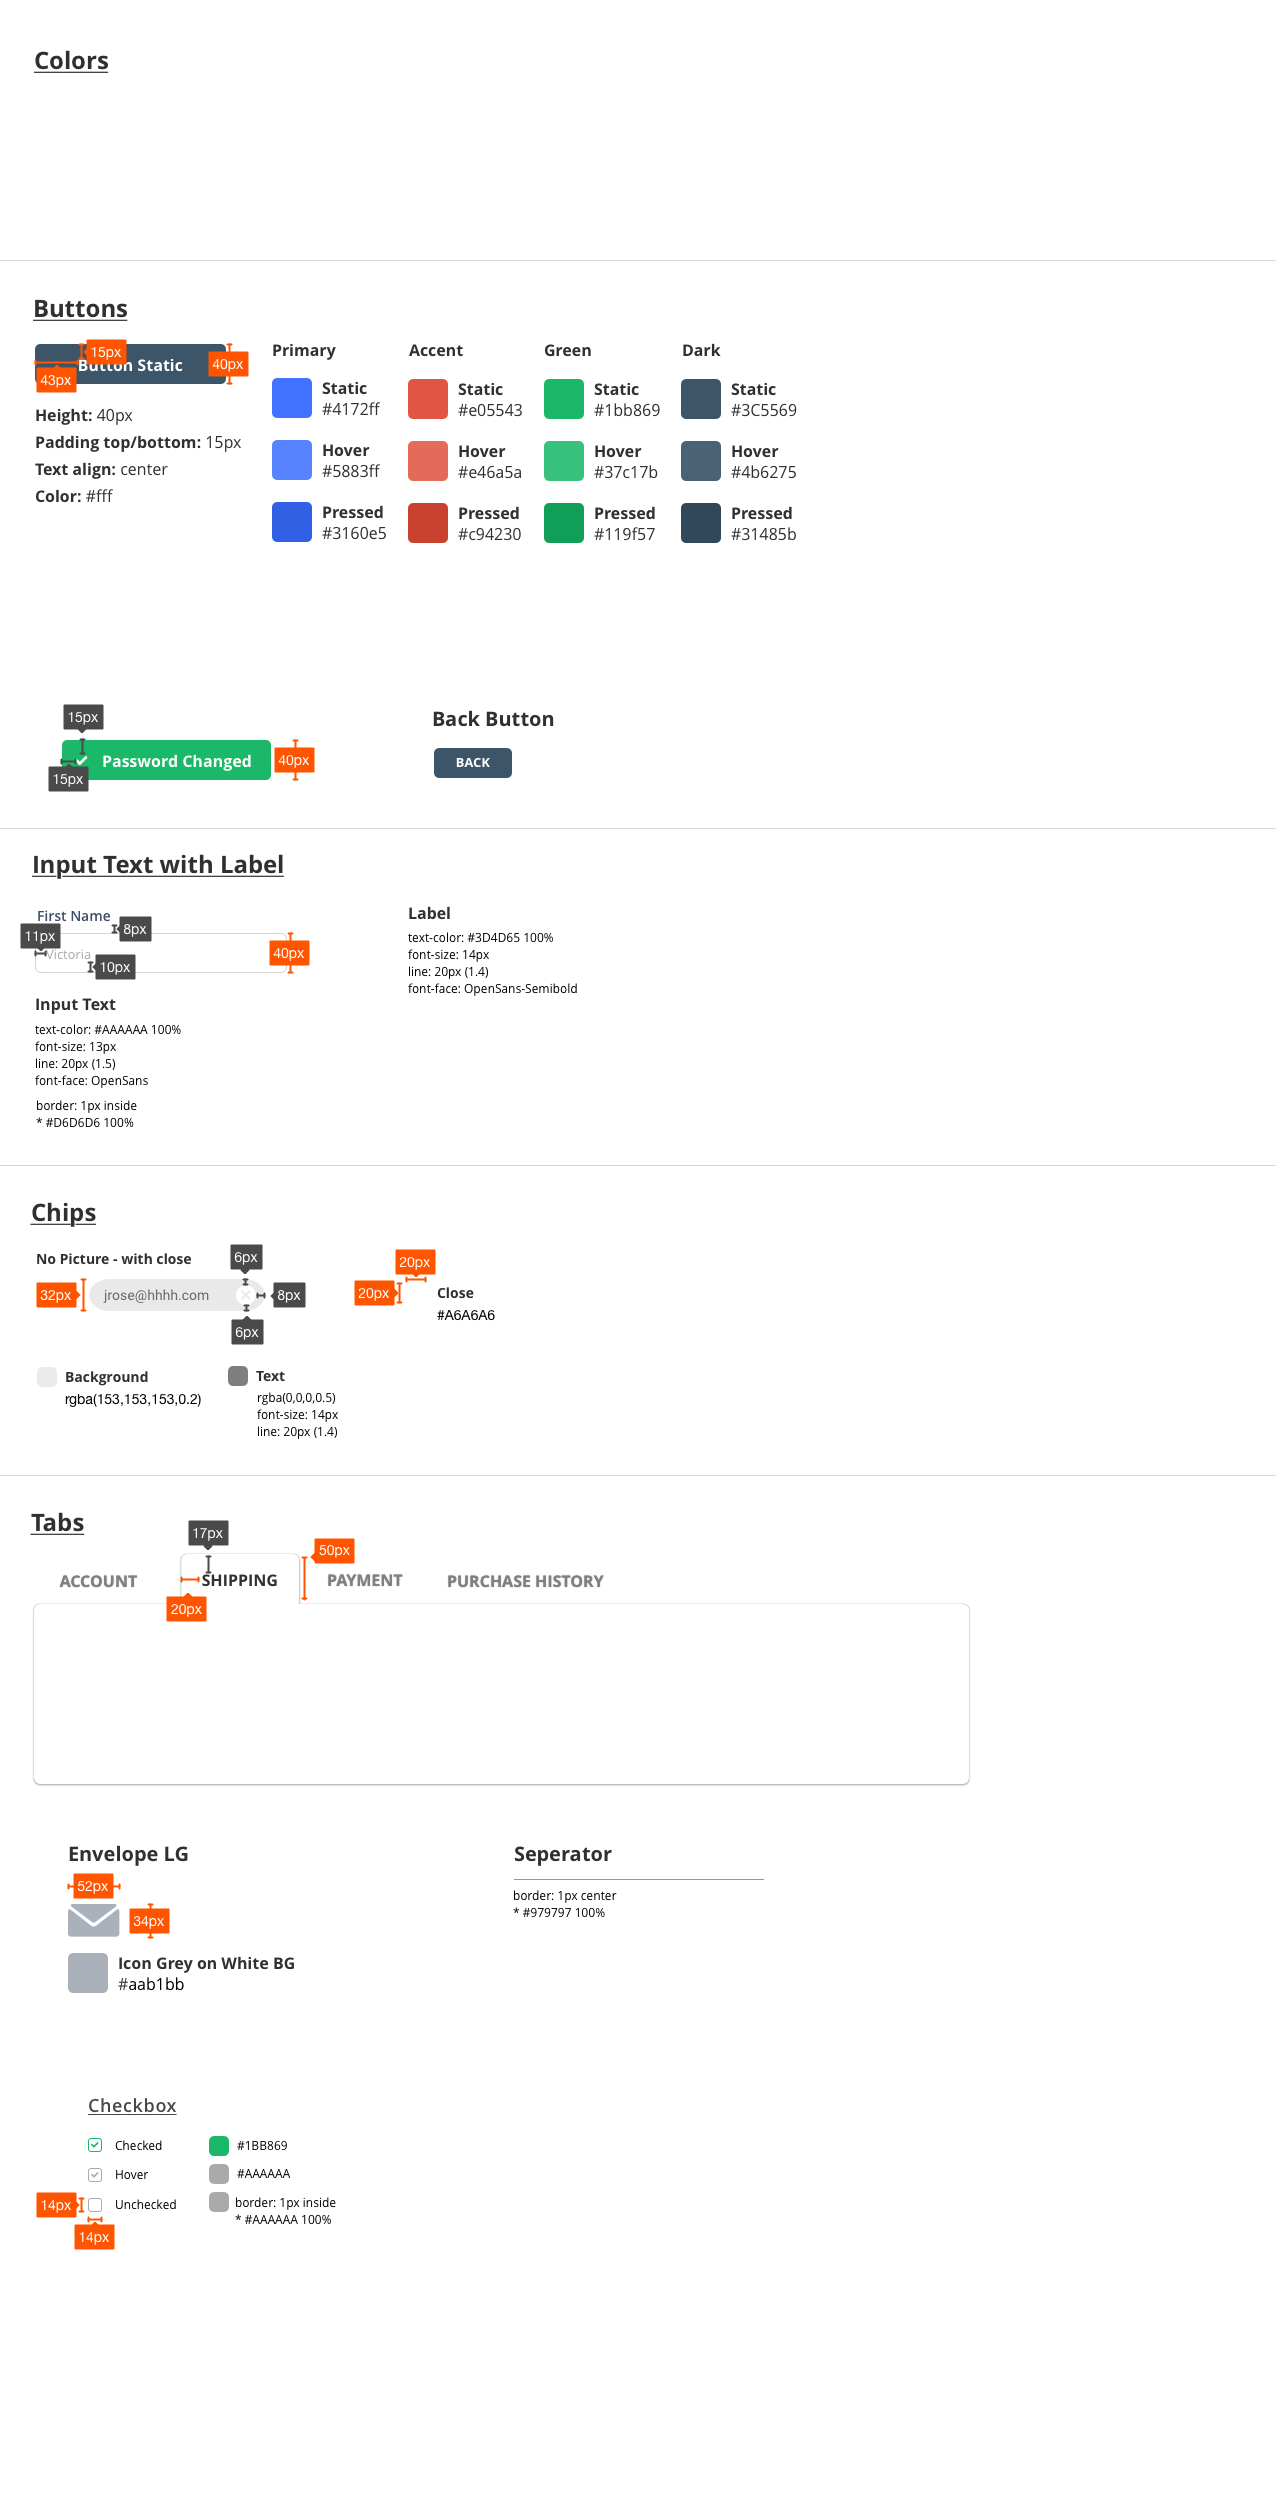 Colors
Buttons
15px
Button Static
40px
43px
Height: 40px
Padding top/bottom: 15px
Text align: center
Color: #fff
Primary
Static
#4172ff
Hover
#5883ff
Pressed
#3160e5
Accent
Static
#e05543
Hover
#e46a5a
Pressed
#c94230
Green
Static
#1bb869
Hover
#37c17b
Pressed
#119f57
Dark
Static
#3C5569
Hover
#4b6275
Pressed
#31485b
15px
Password Changed
40px
15px
Back Button
BACK
Input Text with Label
First Name
8px
11px
Victoria
40px
10px
Input Text
text-color: #AAAAAA 100%
font-size: 13px
line: 20px (1.5)
font-face: OpenSans
border: 1px inside
* #D6D6D6 100%
Label
text-color: #3D4D65 100%
font-size: 14px
line: 20px (1.4)
font-face: OpenSans-Semibold
Chips
No Picture - with close
6px
32px
jrose@hhhh.com
8px
6px
20px
20px
Close
#A6A6A6
Background
rgba(153,153,153,0.2)
Text
rgba(0,0,0,0.5)
font-size: 14px
line: 20px (1.4)
Tabs
17px
50px
ACCOUNT
SHIPPING
PAYMENT
PURCHASE HISTORY
20px
Envelope LG
52px
34px
Icon Grey on White BG
#aab1bb
Seperator
border: 1px center
* #979797 100%
Checkbox
Checked
#1BB869
Hover
#AAAAAA
14px
Unchecked
border: 1px inside
* #AAAAAA 100%
14px